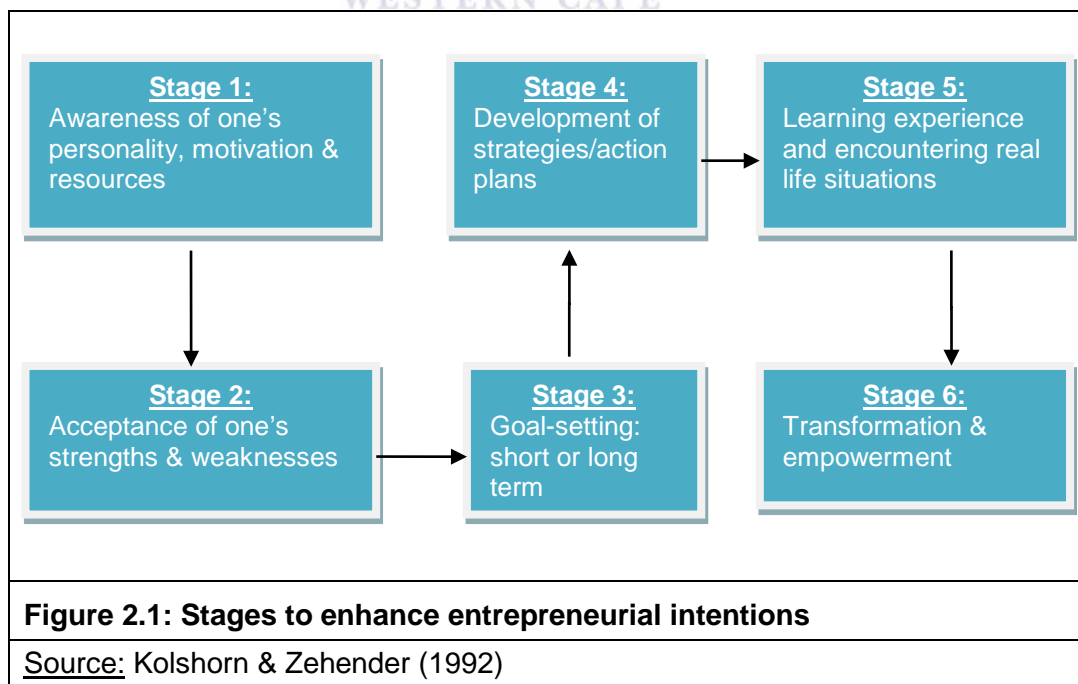 WESTERN CAPE
Stage 1:
Awareness of one’s
personality, motivation &
resources
Stage 2:
Acceptance of one’s
strengths & weaknesses
Stage 3:
Goal-setting:
short or long
term
Stage 4:
Development of
strategies/action
plans
Stage 5:
Learning experience
and encountering real
life situations
Stage 6:
Transformation &
empowerment
Figure 2.1: Stages to enhance entrepreneurial intentions
Source: Kolshorn & Zehender (1992)